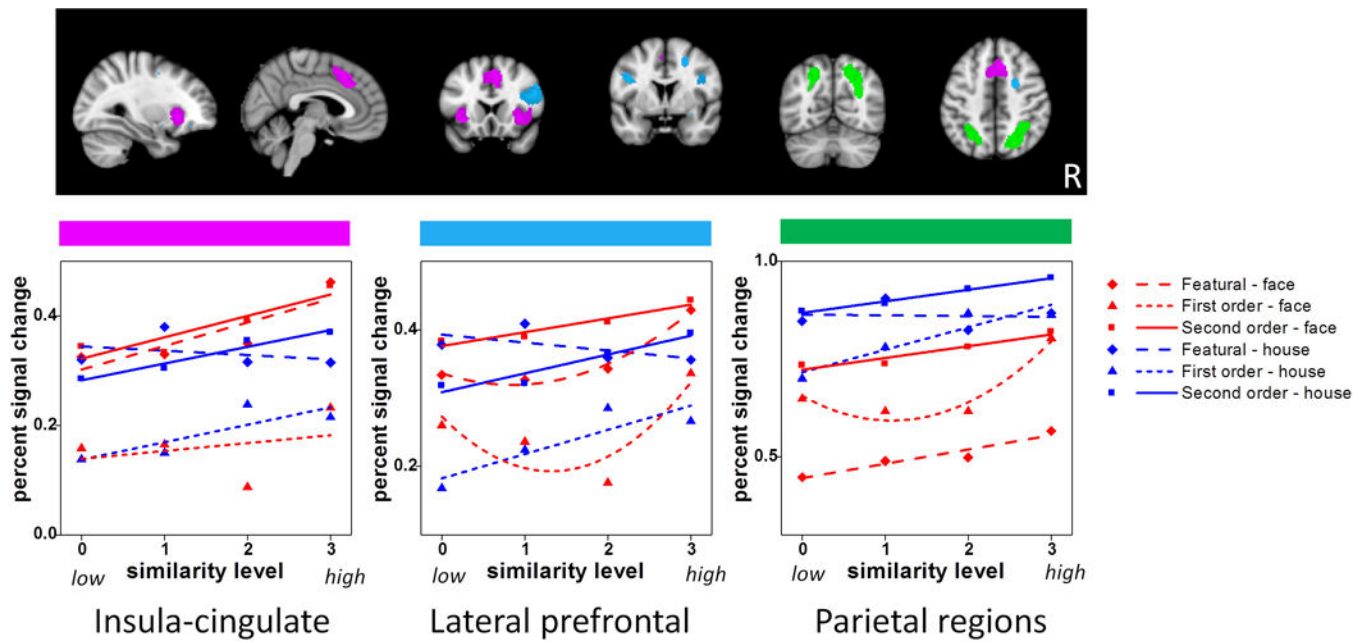 R
percent signal change
0.4
0.2
0.0
0 1 2 3
low similarity level high
Insula-cingulate
percent signal change
0.4
0.2
0 1 2 3
low similarity level high
Lateral prefrontal
percent signal change
1.0
0.5
0 1 2 3
low similarity level high
Parietal regions
Featural - face
First order - face
Second order - face
Featural - house
First order - house
Second order - house